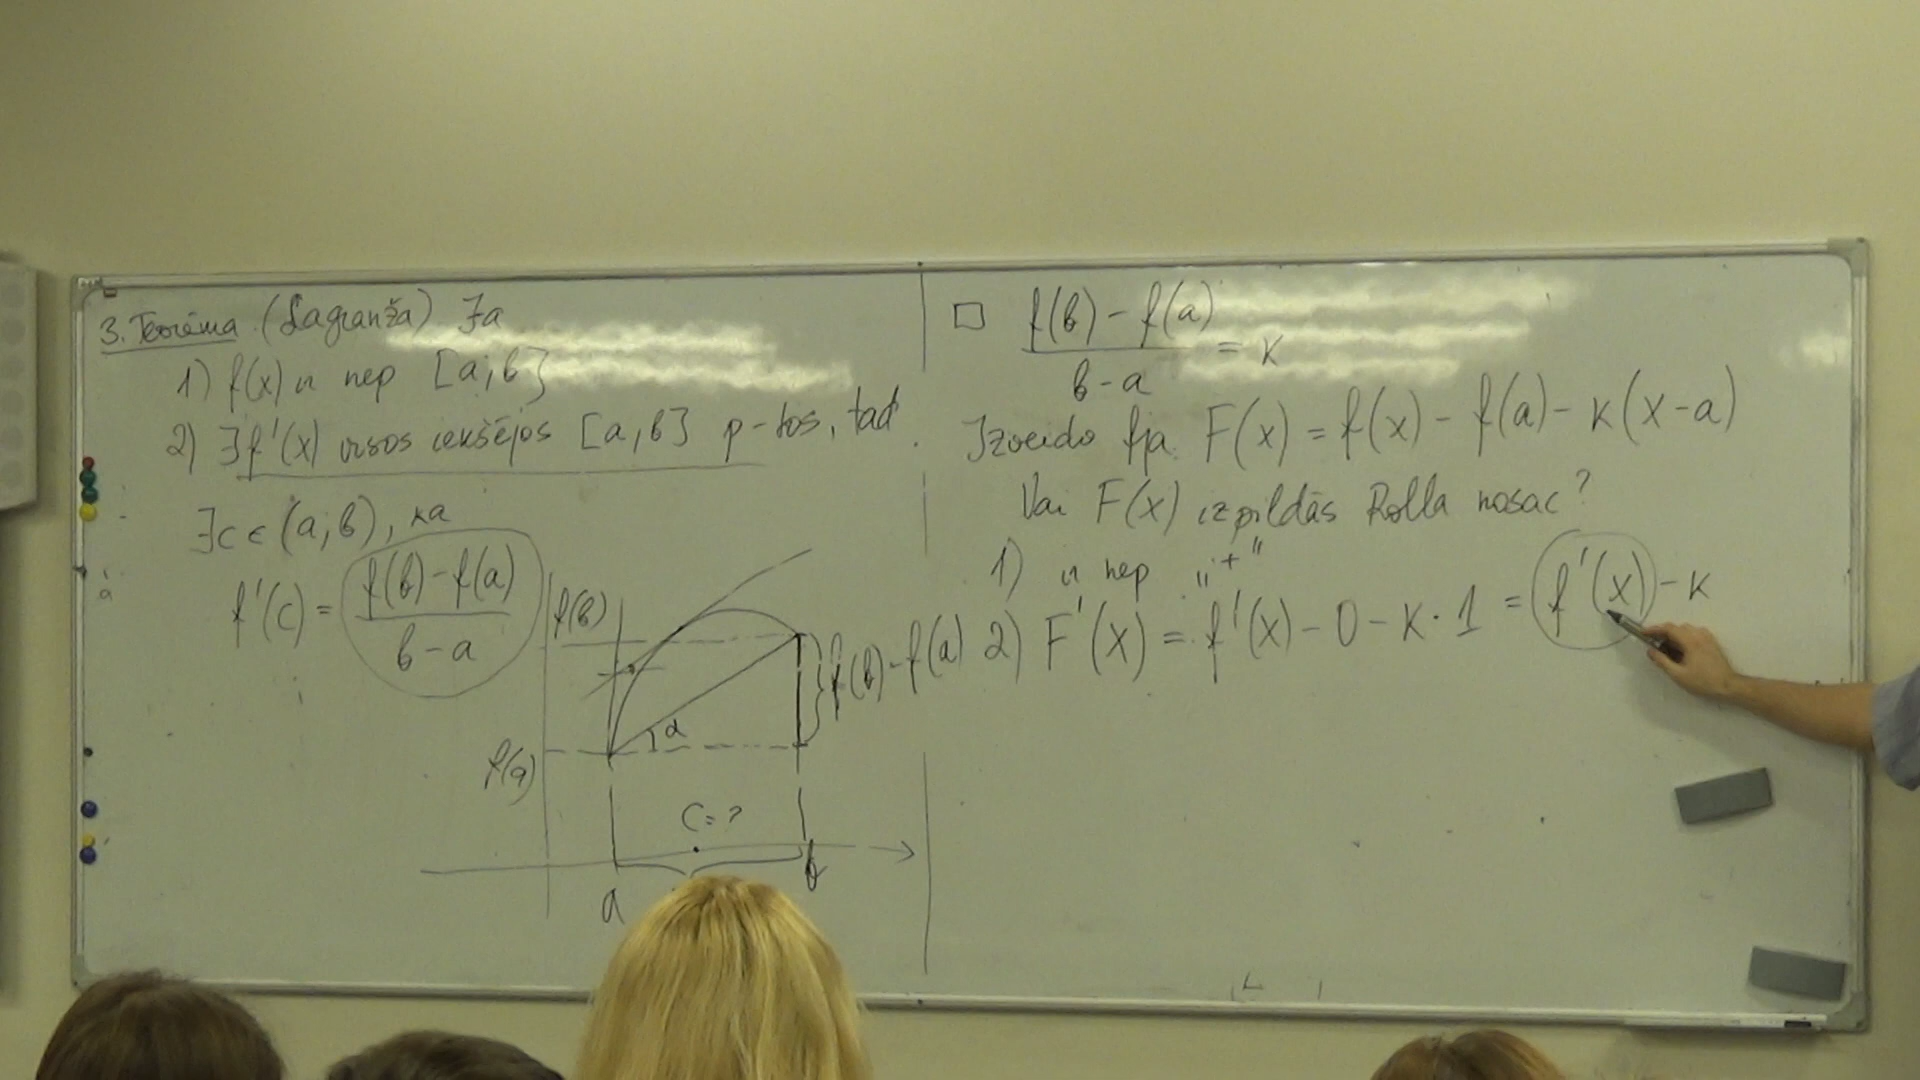 3. Teorēma (Lagranža) Ja
1) f(x) ir nep [a;b]
2) ∃f'(x) visos iekšējos [a,b] p-tos, tad
∃c∈(a;b), ka
f'(c) = (f(b)-f(a))/(b-a)
f(b)
f(b)-f(a)
α
f(a)
C=?
a b
□ (f(b)-f(a))/(b-a) = K
Izveido fja F(x) = f(x) - f(a) - K(x-a)
Vai F(x) izpildās Rolla nosac?
1) ir nep „+"
2) F'(x) = f'(x) - 0 - K·1 = f'(x) - K